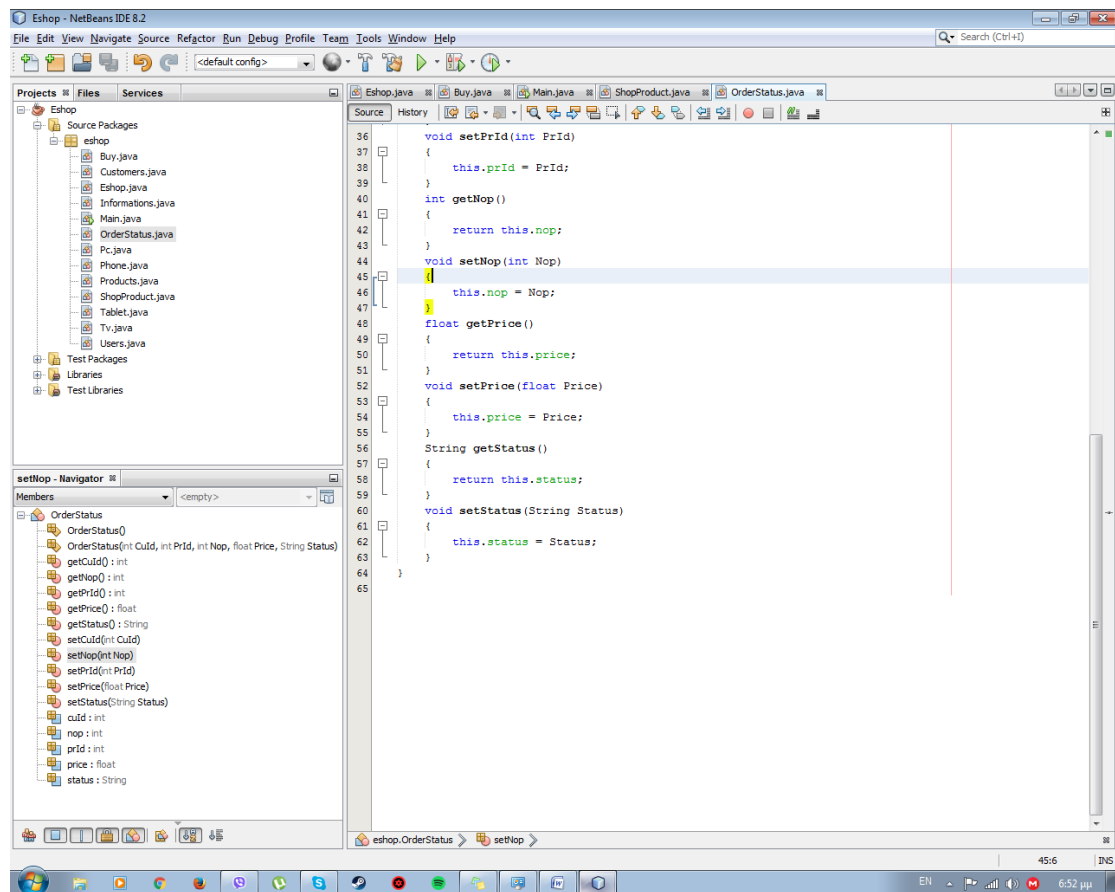 Eshop - NetBeans IDE 8.2
File Edit View Navigate Source Refactor Run Debug Profile Team Tools Window Help
Search (Ctrl+I)
<default config>
Projects Files Services
Eshop
Source Packages
eshop
Buy.java
Customers.java
Eshop.java
Informations.java
Main.java
OrderStatus.java
Pc.java
Phone.java
Products.java
ShopProduct.java
Tablet.java
Tv.java
Users.java
Test Packages
Libraries
Test Libraries
setNop - Navigator
Members <empty>
OrderStatus
OrderStatus()
OrderStatus(int CuId, int PrId, int Nop, float Price, String Status)
getCuId() : int
getNop() : int
getPrId() : int
getPrice() : float
getStatus() : String
setCuId(int CuId)
setNop(int Nop)
setPrId(int PrId)
setPrice(float Price)
setStatus(String Status)
cuId : int
nop : int
prId : int
price : float
status : String
Eshop.java Buy.java Main.java ShopProduct.java OrderStatus.java
Source History
36 void setPrId(int PrId)
37 {
38 this.prId = PrId;
39 }
40 int getNop()
41 {
42 return this.nop;
43 }
44 void setNop(int Nop)
45 {
46 this.nop = Nop;
47 }
48 float getPrice()
49 {
50 return this.price;
51 }
52 void setPrice(float Price)
53 {
54 this.price = Price;
55 }
56 String getStatus()
57 {
58 return this.status;
59 }
60 void setStatus(String Status)
61 {
62 this.status = Status;
63 }
64 }
65
eshop.OrderStatus setNop
45:6 INS
EN 6:52 μμ